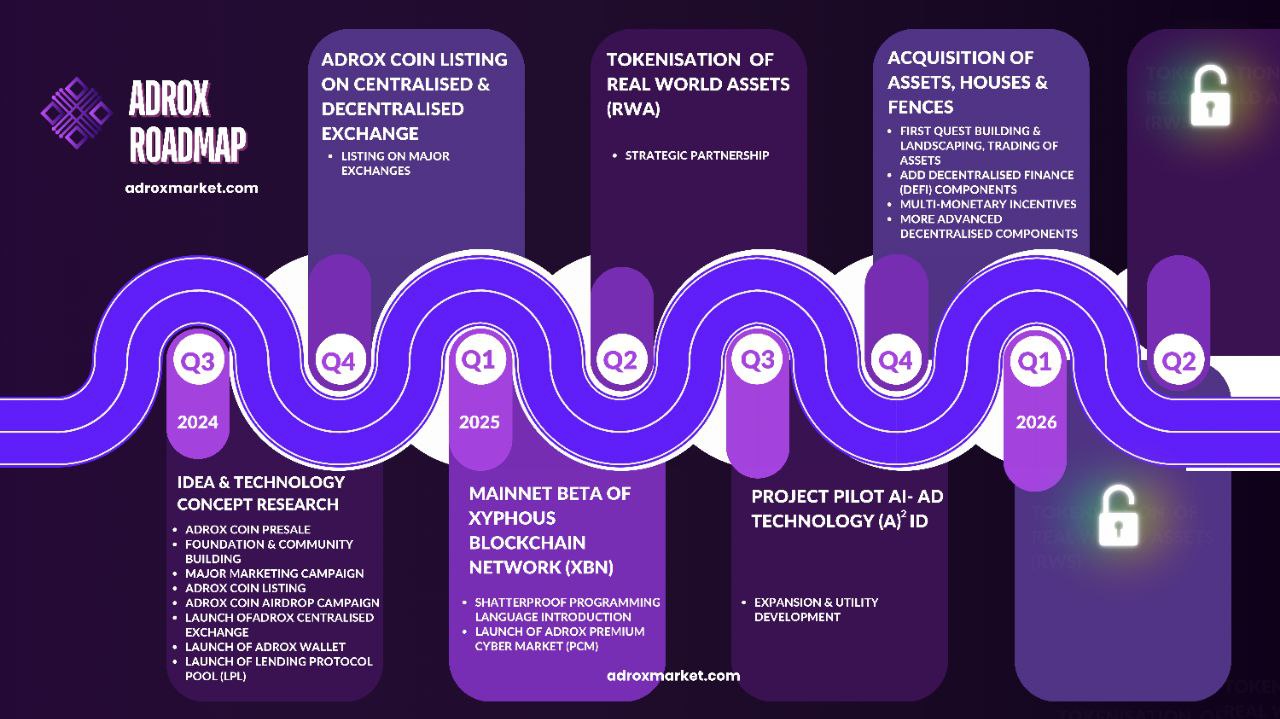 ADROX
ROADMAP
adroxmarket.com
ADROX COIN LISTING
ON CENTRALISED &
DECENTRALISED
EXCHANGE
• LISTING ON MAJOR
EXCHANGES
TOKENISATION OF
REAL WORLD ASSETS
(RWA)
• STRATEGIC PARTNERSHIP
ACQUISITION OF
ASSETS, HOUSES &
FENCES
• FIRST QUEST BUILDING &
LANDSCAPING, TRADING OF
ASSETS
• ADD DECENTRALISED FINANCE
(DEFI) COMPONENTS
• MULTI-MONETARY INCENTIVES
• MORE ADVANCED
DECENTRALISED COMPONENTS
Q3
Q4
Q1
Q2
Q3
Q4
Q1
Q2
2024
2025
2026
IDEA & TECHNOLOGY
CONCEPT RESEARCH
• ADROX COIN PRESALE
• FOUNDATION & COMMUNITY
BUILDING
• MAJOR MARKETING CAMPAIGN
• ADROX COIN LISTING
• ADROX COIN AIRDROP CAMPAIGN
• LAUNCH OFADROX CENTRALISED
EXCHANGE
• LAUNCH OF ADROX WALLET
• LAUNCH OF LENDING PROTOCOL
POOL (LPL)
MAINNET BETA OF
XYPHOUS
BLOCKCHAIN
NETWORK (XBN)
• SHATTERPROOF PROGRAMMING
LANGUAGE INTRODUCTION
• LAUNCH OF ADROX PREMIUM
CYBER MARKET (PCM)
PROJECT PILOT AI- AD
TECHNOLOGY (A)² ID
• EXPANSION & UTILITY
DEVELOPMENT
adroxmarket.com